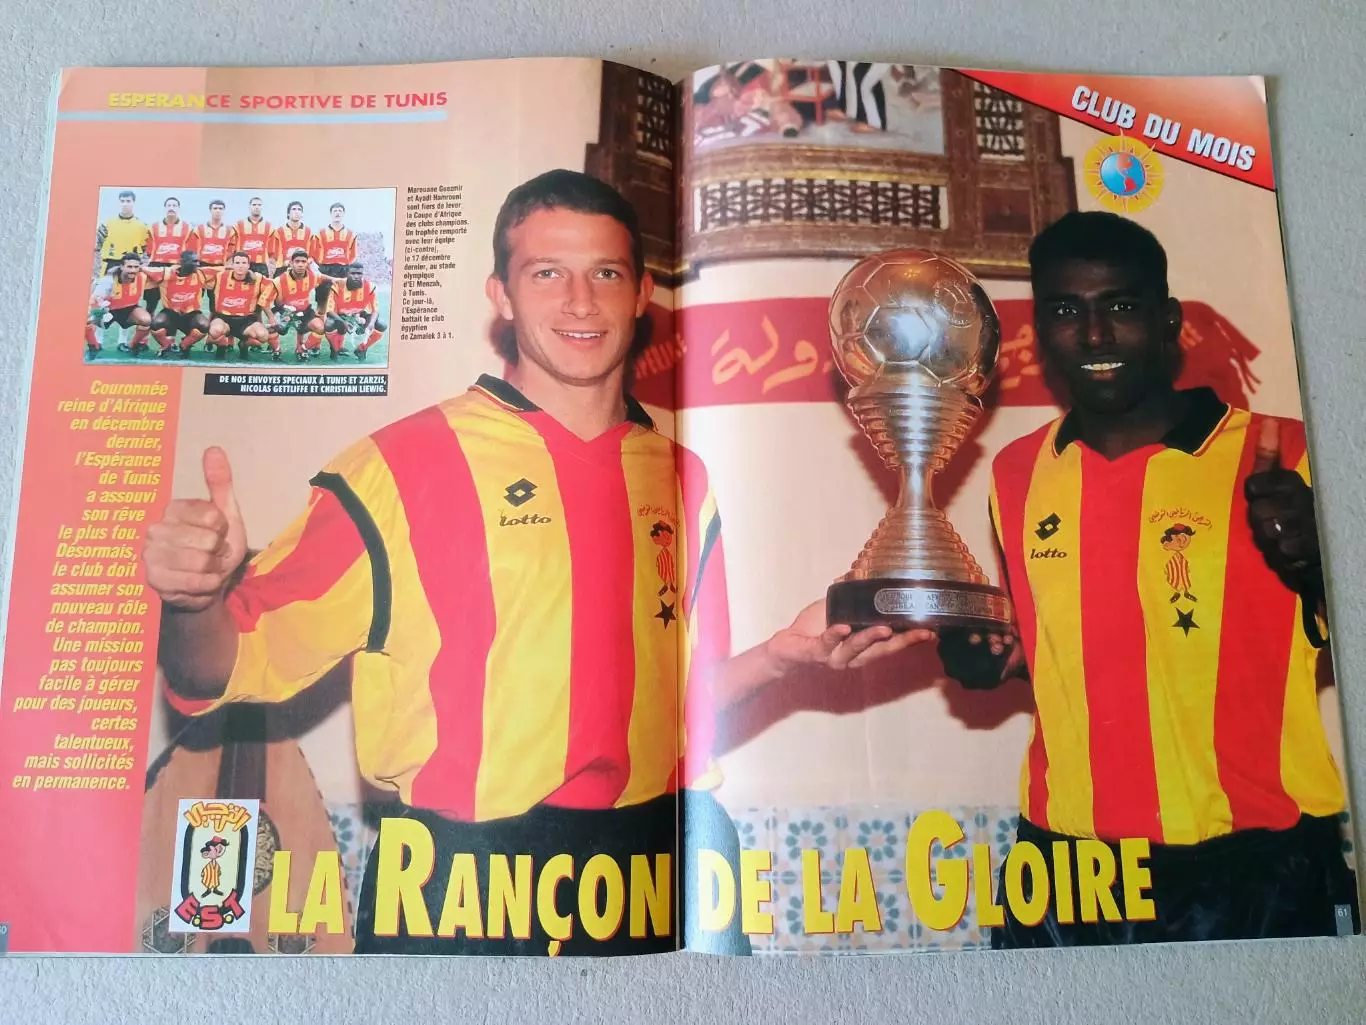 ESPERANCE SPORTIVE DE TUNIS
CLUB DU MOIS
Marouane Guezmir
et Ayadi Hamrouni
sont fiers de lever
la Coupe d'Afrique
des clubs champions.
Un trophée remporté
avec leur équipe
(ci-contre),
le 17 décembre
dernier, au stade
olympique
d'El Menzah,
à Tunis.
Ce jour-là,
l'Espérance
battait le club
égyptien
de Zamalek 3 à 1.
DE NOS ENVOYES SPECIAUX À TUNIS ET ZARZIS,
NICOLAS GETTLIFFE ET CHRISTIAN LIEWIG.
Couronnée
reine d'Afrique
en décembre
dernier,
l'Espérance
de Tunis
a assouvi
son rêve
le plus fou.
Désormais,
le club doit
assumer son
nouveau rôle
de champion.
Une mission
pas toujours
facile à gérer
pour des joueurs,
certes
talentueux,
mais sollicités
en permanence.
lotto
lotto
الترجي
E.S.T
LA RANÇON DE LA GLOIRE
60
61